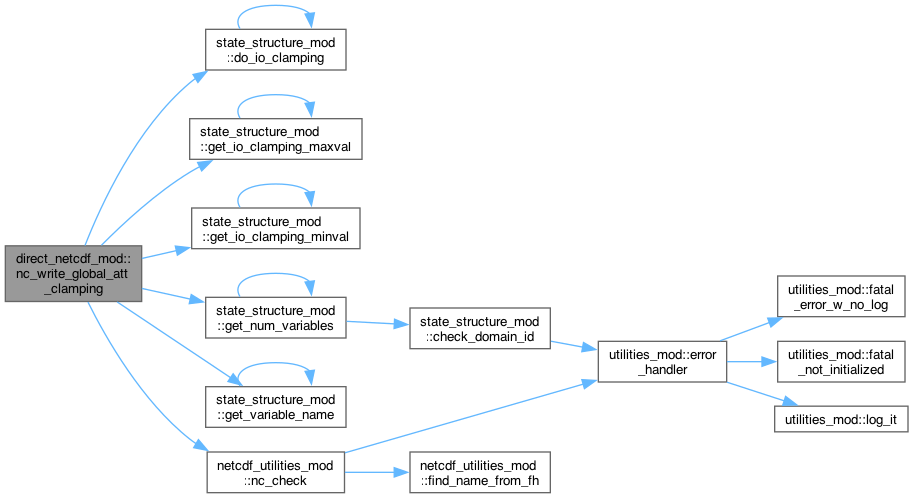 state_structure_mod
::do_io_clamping
state_structure_mod
::get_io_clamping_maxval
state_structure_mod
::get_io_clamping_minval
direct_netcdf_mod::
nc_write_global_att
_clamping
state_structure_mod
::get_num_variables
state_structure_mod
::check_domain_id
utilities_mod::error
_handler
utilities_mod::fatal
_error_w_no_log
utilities_mod::fatal
_not_initialized
utilities_mod::log_it
state_structure_mod
::get_variable_name
netcdf_utilities_mod
::nc_check
netcdf_utilities_mod
::find_name_from_fh